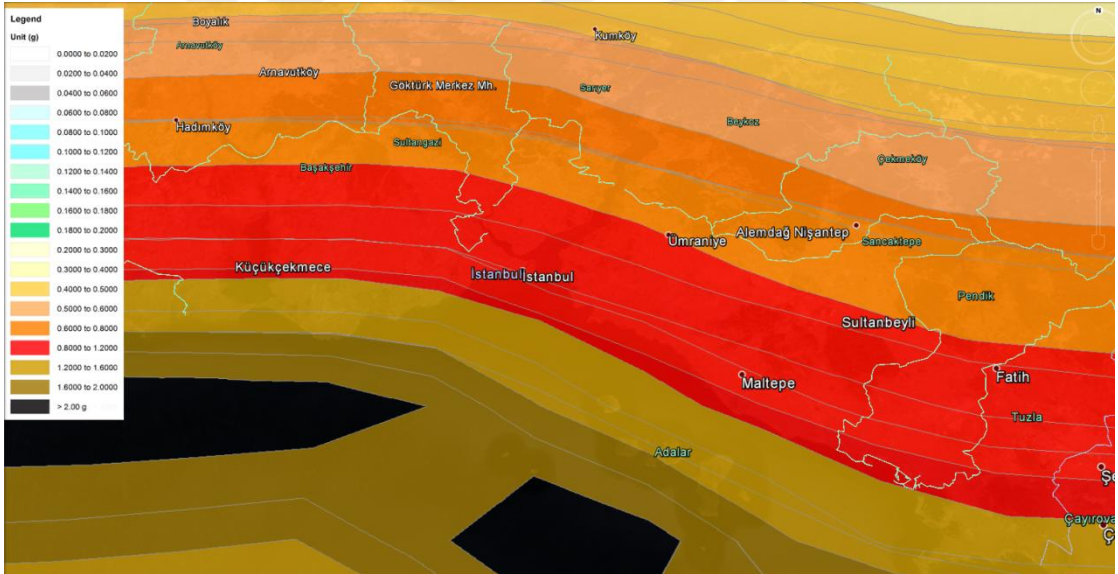 Legend
Unit (g)
0.0000 to 0.0200
0.0200 to 0.0400
0.0400 to 0.0600
0.0600 to 0.0800
0.0800 to 0.1000
0.1000 to 0.1200
0.1200 to 0.1400
0.1400 to 0.1600
0.1600 to 0.1800
0.1800 to 0.2000
0.2000 to 0.3000
0.3000 to 0.4000
0.4000 to 0.5000
0.5000 to 0.6000
0.6000 to 0.8000
0.8000 to 1.2000
1.2000 to 1.6000
1.6000 to 2.0000
> 2.00 g
N
Boyalık
Kumköy
Arnavutköy
Arnavutköy
Göktürk Merkez Mh.
Sarıyer
Hadımköy
Beykoz
Sultangazi
Çekmeköy
Başakşehir
Ümraniye
Alemdağ Nişantep
Sancaktepe
Küçükçekmece
İstanbul
İstanbul
Pendik
Sultanbeyli
Maltepe
Fatih
Tuzla
Adalar
Şe
Çayırova
Ç